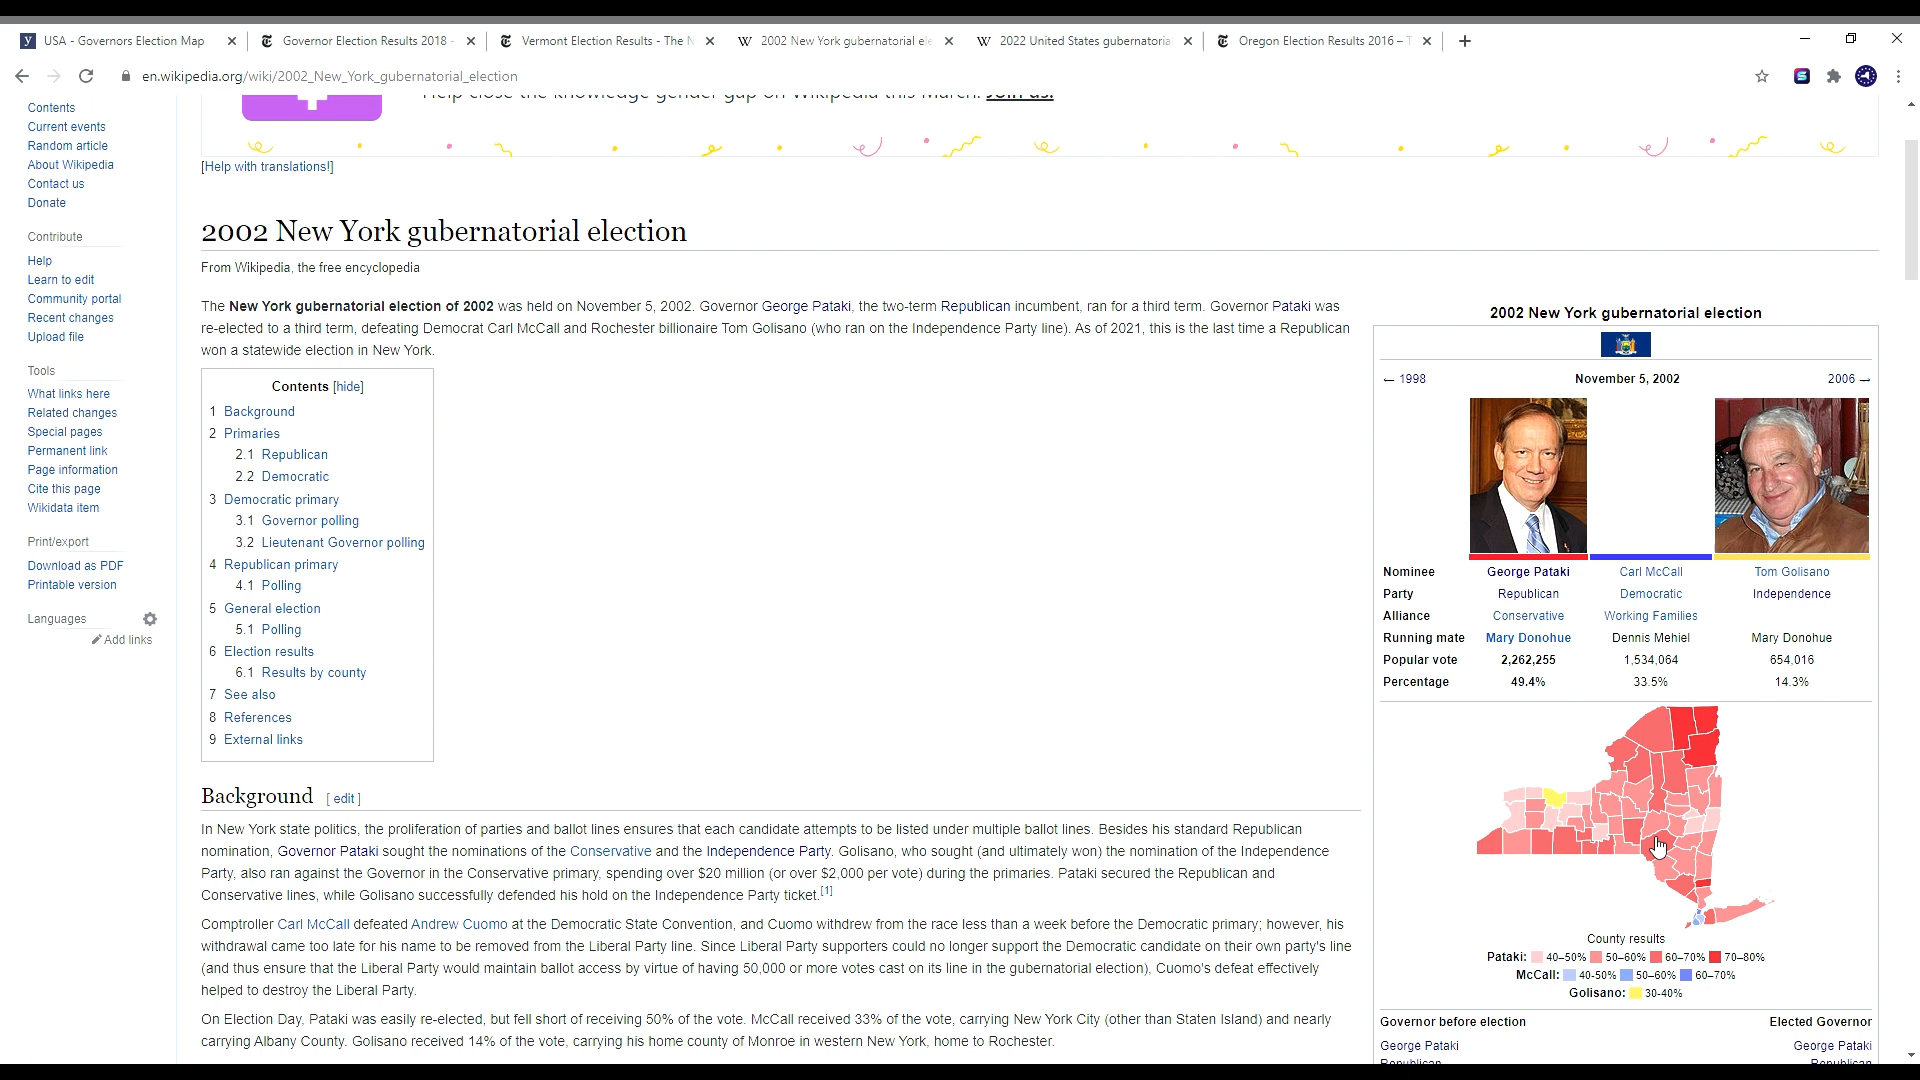 USA - Governors Election Map
Governor Election Results 2018 -
Vermont Election Results - The N
2002 New York gubernatorial ele
2022 United States gubernatorial
Oregon Election Results 2016 – T
en.wikipedia.org/wiki/2002_New_York_gubernatorial_election
Contents
Current events
Random article
About Wikipedia
Contact us
Donate
Contribute
Help
Learn to edit
Community portal
Recent changes
Upload file
Tools
What links here
Related changes
Special pages
Permanent link
Page information
Cite this page
Wikidata item
Print/export
Download as PDF
Printable version
Languages
Add links
Help close the knowledge gender gap on Wikipedia this March. Join us!
[Help with translations!]
2002 New York gubernatorial election
From Wikipedia, the free encyclopedia
The New York gubernatorial election of 2002 was held on November 5, 2002. Governor George Pataki, the two-term Republican incumbent, ran for a third term. Governor Pataki was
re-elected to a third term, defeating Democrat Carl McCall and Rochester billionaire Tom Golisano (who ran on the Independence Party line). As of 2021, this is the last time a Republican
won a statewide election in New York.
Contents [hide]
1 Background
2 Primaries
2.1 Republican
2.2 Democratic
3 Democratic primary
3.1 Governor polling
3.2 Lieutenant Governor polling
4 Republican primary
4.1 Polling
5 General election
5.1 Polling
6 Election results
6.1 Results by county
7 See also
8 References
9 External links
Background [ edit ]
In New York state politics, the proliferation of parties and ballot lines ensures that each candidate attempts to be listed under multiple ballot lines. Besides his standard Republican
nomination, Governor Pataki sought the nominations of the Conservative and the Independence Party. Golisano, who sought (and ultimately won) the nomination of the Independence
Party, also ran against the Governor in the Conservative primary, spending over $20 million (or over $2,000 per vote) during the primaries. Pataki secured the Republican and
Conservative lines, while Golisano successfully defended his hold on the Independence Party ticket.[1]
Comptroller Carl McCall defeated Andrew Cuomo at the Democratic State Convention, and Cuomo withdrew from the race less than a week before the Democratic primary; however, his
withdrawal came too late for his name to be removed from the Liberal Party line. Since Liberal Party supporters could no longer support the Democratic candidate on their own party's line
(and thus ensure that the Liberal Party would maintain ballot access by virtue of having 50,000 or more votes cast on its line in the gubernatorial election), Cuomo's defeat effectively
helped to destroy the Liberal Party.
On Election Day, Pataki was easily re-elected, but fell short of receiving 50% of the vote. McCall received 33% of the vote, carrying New York City (other than Staten Island) and nearly
carrying Albany County. Golisano received 14% of the vote, carrying his home county of Monroe in western New York, home to Rochester.
2002 New York gubernatorial election
← 1998 November 5, 2002 2006 →
Nominee George Pataki Carl McCall Tom Golisano
Party Republican Democratic Independence
Alliance Conservative Working Families
Running mate Mary Donohue Dennis Mehiel Mary Donohue
Popular vote 2,262,255 1,534,064 654,016
Percentage 49.4% 33.5% 14.3%
County results
Pataki: 40–50% 50–60% 60–70% 70–80%
McCall: 40-50% 50–60% 60–70%
Golisano: 30-40%
Governor before election Elected Governor
George Pataki George Pataki
Republican Republican